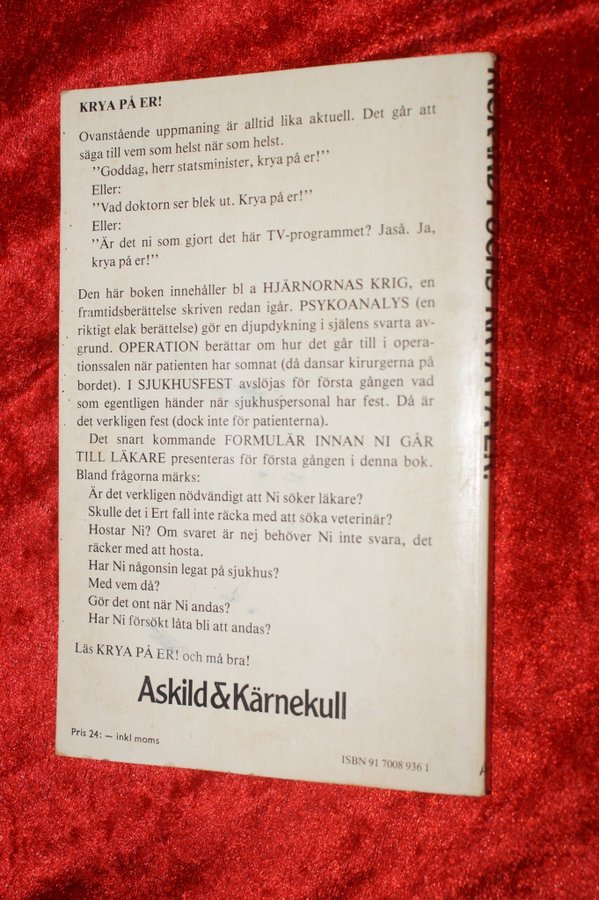 KRYA PÅ ER!
Ovanstående uppmaning är alltid lika aktuell. Det går att
säga till vem som helst när som helst.
"Goddag, herr statsminister, krya på er!"
Eller:
"Vad doktorn ser blek ut. Krya på er!"
Eller:
"Är det ni som gjort det här TV-programmet? Jaså. Ja,
krya på er!"
Den här boken innehåller bl a HJÄRNORNAS KRIG, en
framtidsberättelse skriven redan igår. PSYKOANALYS (en
riktigt elak berättelse) gör en djupdykning i själens svarta av-
grund. OPERATION berättar om hur det går till i opera-
tionssalen när patienten har somnat (då dansar kirurgerna på
bordet). I SJUKHUSFEST avslöjas för första gången vad
som egentligen händer när sjukhuspersonal har fest. Då är
det verkligen fest (dock inte för patienterna).
Det snart kommande FORMULÄR INNAN NI GÅR
TILL LÄKARE presenteras för första gången i denna bok.
Bland frågorna märks:
Är det verkligen nödvändigt att Ni söker läkare?
Skulle det i Ert fall inte räcka med att söka veterinär?
Hostar Ni? Om svaret är nej behöver Ni inte svara, det
räcker med att hosta.
Har Ni någonsin legat på sjukhus?
Med vem då?
Gör det ont när Ni andas?
Har Ni försökt låta bli att andas?
Läs KRYA PÅ ER! och må bra!
Askild&Kärnekull
Pris 24: – inkl moms
ISBN 91 7008 936 1